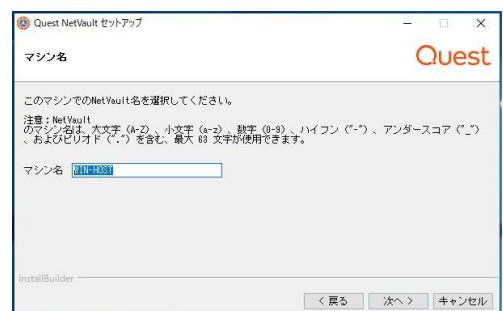 Quest NetVault セットアップ
マシン名
Quest
このマシンでのNetVault名を選択してください。
注意：NetVault
のマシン名は、大文字 (A-Z)、小文字 (a-z)、数字 (0-9)、ハイフン ("-")、アンダースコア ("_")
、およびピリオド (".") を含む、最大 63 文字が使用できます。
マシン名 WIN-HOST
InstallBuilder
< 戻る 次へ > キャンセル